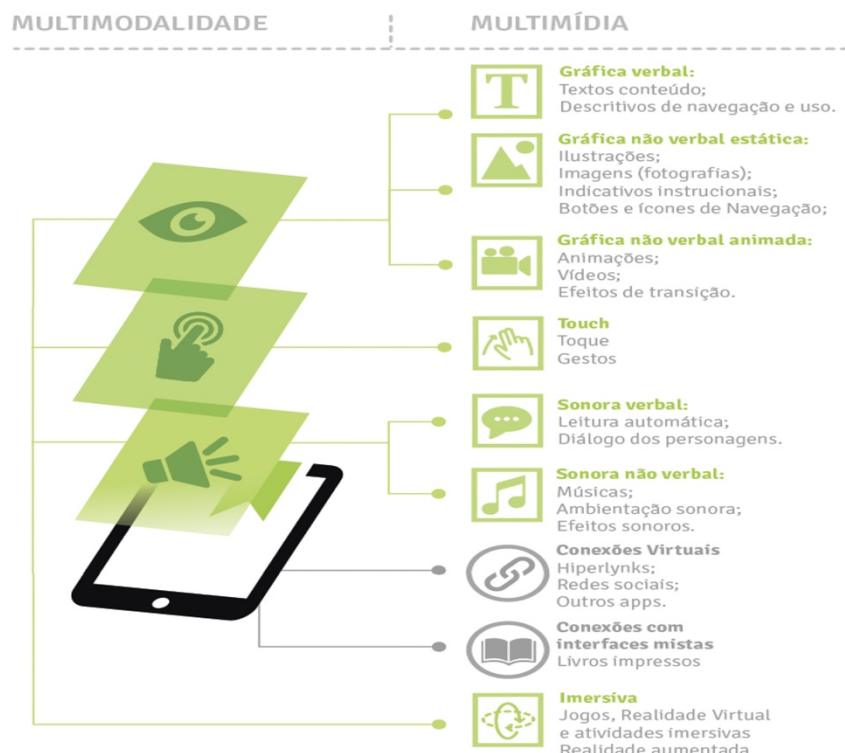 MULTIMODALIDADE
MULTIMÍDIA
T
Gráfica verbal:
Textos conteúdo;
Descritivos de navegação e uso.
Gráfica não verbal estática:
Ilustrações;
Imagens (fotografias);
Indicativos instrucionais;
Botões e ícones de Navegação;
Gráfica não verbal animada:
Animações;
Vídeos;
Efeitos de transição.
Touch
Toque
Gestos
Sonora verbal:
Leitura automática;
Diálogo dos personagens.
Sonora não verbal:
Músicas;
Ambientação sonora;
Efeitos sonoros.
Conexões Virtuais
Hiperlynks;
Redes sociais;
Outros apps.
Conexões com
interfaces mistas
Livros impressos
Imersiva
Jogos, Realidade Virtual
e atividades imersivas
Realidade aumentada